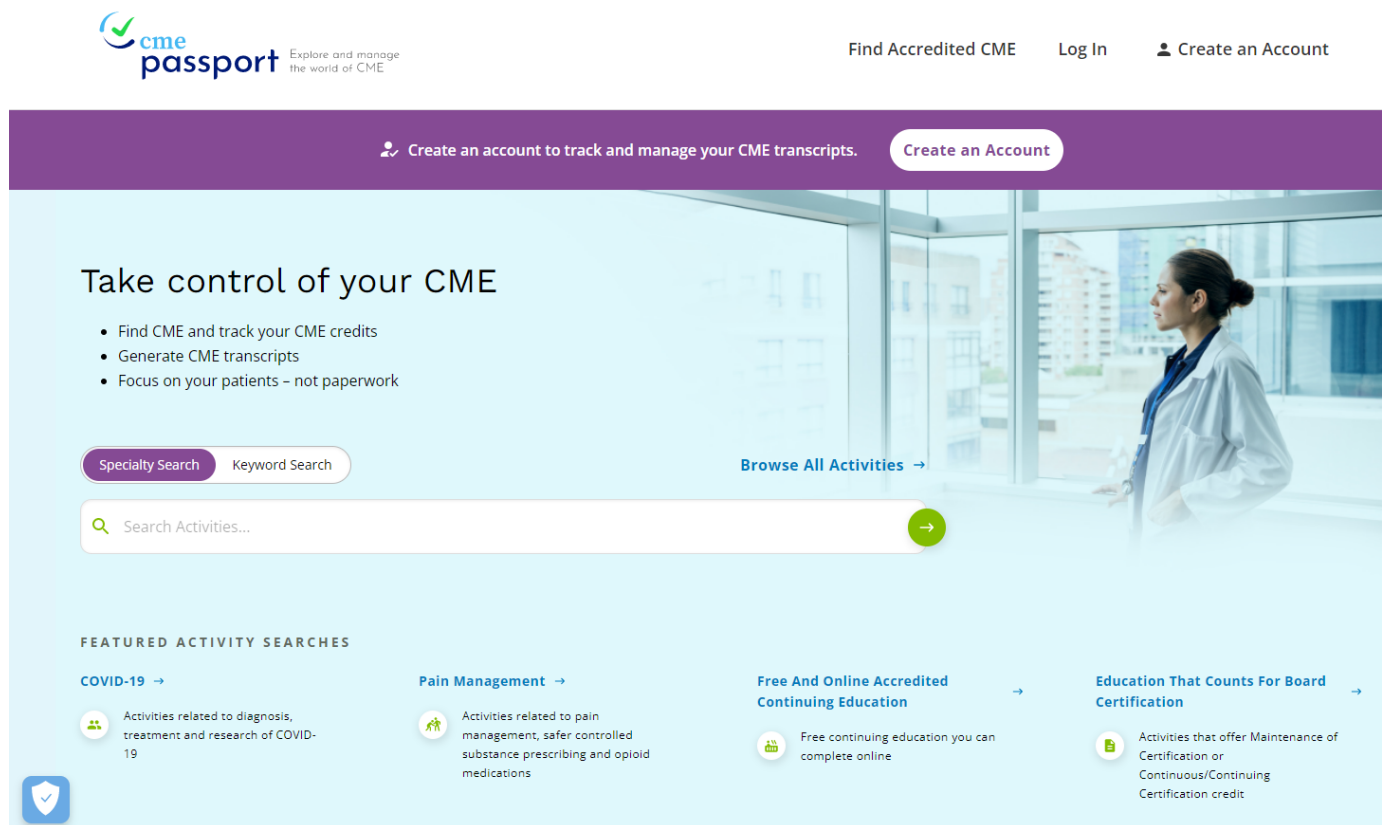 cme
passport
Explore and manage
the world of CME
Find Accredited CME
Log In
Create an Account
Create an account to track and manage your CME transcripts.
Create an Account
Take control of your CME
Find CME and track your CME credits
Generate CME transcripts
Focus on your patients – not paperwork
Specialty Search
Keyword Search
Browse All Activities →
Search Activities...
FEATURED ACTIVITY SEARCHES
COVID-19 →
Activities related to diagnosis,
treatment and research of COVID-
19
Pain Management →
Activities related to pain
management, safer controlled
substance prescribing and opioid
medications
Free And Online Accredited
Continuing Education →
Free continuing education you can
complete online
Education That Counts For Board
Certification →
Activities that offer Maintenance of
Certification or
Continuous/Continuing
Certification credit